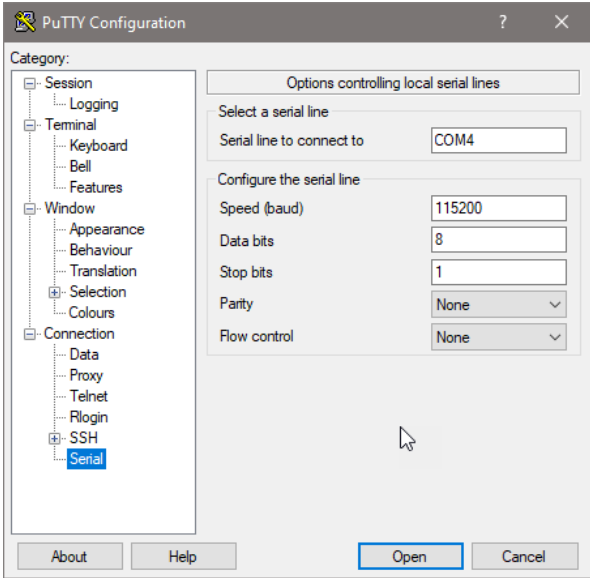 PuTTY Configuration ? ×
Category:
Session
Logging
Terminal
Keyboard
Bell
Features
Window
Appearance
Behaviour
Translation
Selection
Colours
Connection
Data
Proxy
Telnet
Rlogin
SSH
Serial
Options controlling local serial lines
Select a serial line
Serial line to connect to COM4
Configure the serial line
Speed (baud) 115200
Data bits 8
Stop bits 1
Parity None
Flow control None
About Help Open Cancel